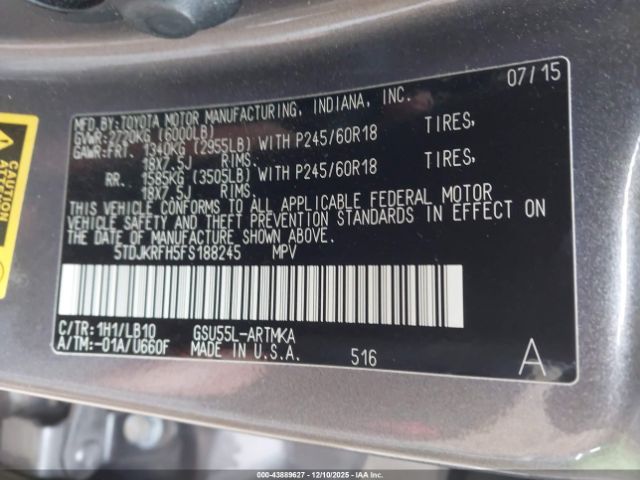 07/15
MFD.BY:TOYOTA MOTOR MANUFACTURING, INDIANA, INC.
GVWR:2720KG (6000LB)
GAWR:FRT. 1340KG (2955LB) WITH P245/60R18 TIRES,
18X7.5J RIMS.
RR. 1585KG (3505LB) WITH P245/60R18 TIRES,
18X7.5J RIMS.
THIS VEHICLE CONFORMS TO ALL APPLICABLE FEDERAL MOTOR
VEHICLE SAFETY AND THEFT PREVENTION STANDARDS IN EFFECT ON
THE DATE OF MANUFACTURE SHOWN ABOVE.
5TDJKRFH5FS188245 MPV
C/TR: 1H1/LB10 GSU55L-ARTMKA
A/TM:-01A/U660F MADE IN U.S.A. 516 A
CAUTION
000-43889627 - 12/10/2025 - IAAI